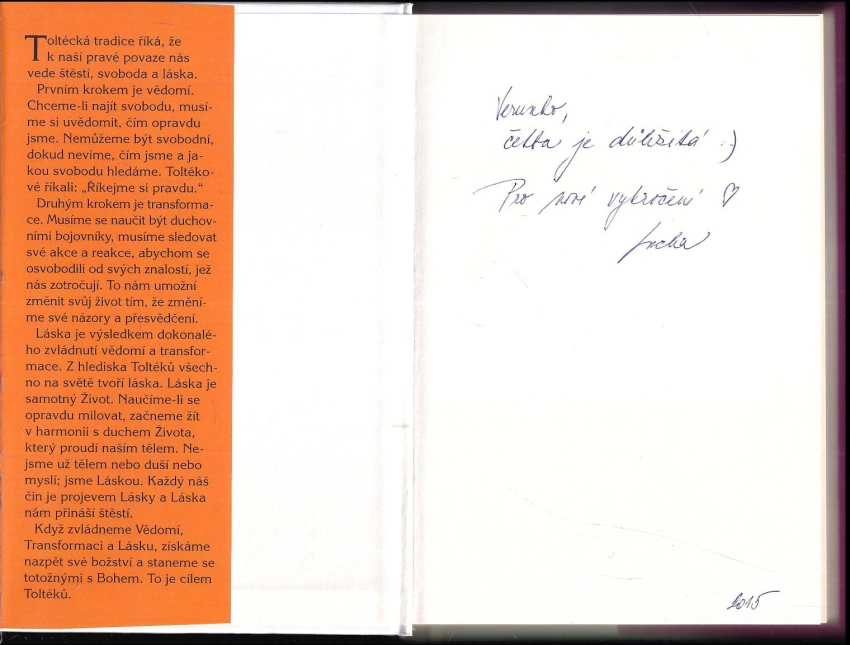 Toltécká tradice říká, že
k naší pravé povaze nás
vede štěstí, svoboda a láska.
Prvním krokem je vědomí.
Chceme-li najít svobodu, musí-
me si uvědomit, čím opravdu
jsme. Nemůžeme být svobodní,
dokud nevíme, čím jsme a ja-
kou svobodu hledáme. Toltéko-
vé říkali: „Říkejme si pravdu.“
Druhým krokem je transforma-
ce. Musíme se naučit být duchov-
ními bojovníky, musíme sledovat
své akce a reakce, abychom se
osvobodili od svých znalostí, jež
nás zotročují. To nám umožní
změnit svůj život tím, že změní-
me své názory a přesvědčení.
Láska je výsledkem dokonalé-
ho zvládnutí vědomí a transfor-
mace. Z hlediska Toltéků všech-
no na světě tvoří láska. Láska je
samotný Život. Naučíme-li se
opravdu milovat, začneme žít
v harmonii s duchem Života,
který proudí naším tělem. Ne-
jsme už tělem nebo duší nebo
myslí; jsme Láskou. Každý náš
čin je projevem Lásky a Láska
nám přináší štěstí.
Když zvládneme Vědomí,
Transformaci a Lásku, získáme
nazpět své božství a staneme se
totožnými s Bohem. To je cílem
Toltéků.
Verunko,
četba je důležitá :)
Pro nové vykročení ♡
2015